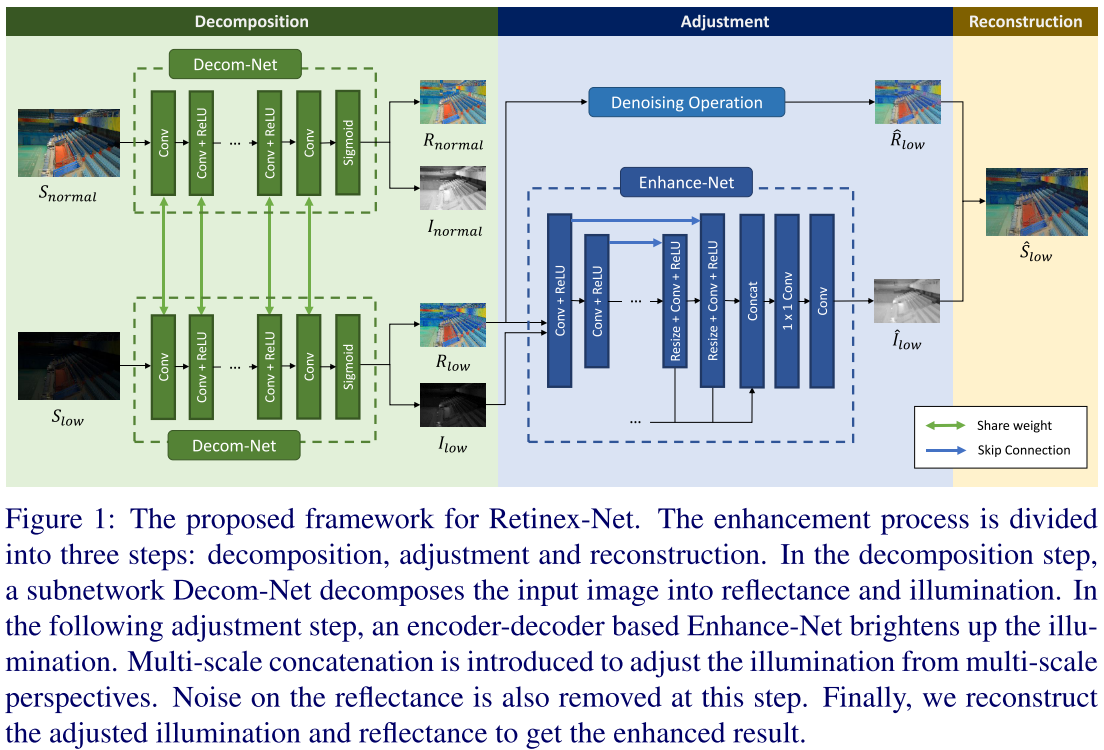 Decomposition
Adjustment
Reconstruction
Decom-Net
Conv
Conv + ReLU
...
Conv + ReLU
Conv
Sigmoid
S_normal
R_normal
I_normal
Denoising Operation
R̂_low
Enhance-Net
Conv + ReLU
Conv + ReLU
...
Resize + Conv + ReLU
Resize + Conv + ReLU
Concat
1 x 1 Conv
Conv
...
Î_low
Ŝ_low
Conv
Conv + ReLU
...
Conv + ReLU
Conv
Sigmoid
Decom-Net
S_low
R_low
I_low
Share weight
Skip Connection
Figure 1: The proposed framework for Retinex-Net. The enhancement process is divided
into three steps: decomposition, adjustment and reconstruction. In the decomposition step,
a subnetwork Decom-Net decomposes the input image into reflectance and illumination. In
the following adjustment step, an encoder-decoder based Enhance-Net brightens up the illu-
mination. Multi-scale concatenation is introduced to adjust the illumination from multi-scale
perspectives. Noise on the reflectance is also removed at this step. Finally, we reconstruct
the adjusted illumination and reflectance to get the enhanced result.